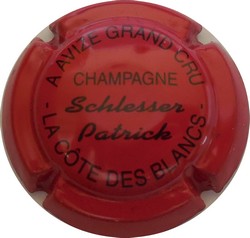 A AVIZE GRAND CRU
CHAMPAGNE
Schlesser
Patrick
- LA CÔTE DES BLANCS -